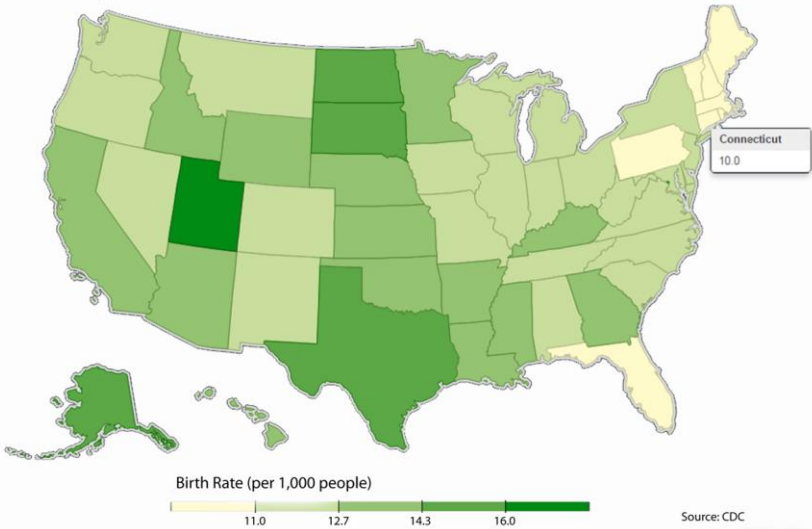 Connecticut
10.0
Birth Rate (per 1,000 people)
11.0 12.7 14.3 16.0
Source: CDC